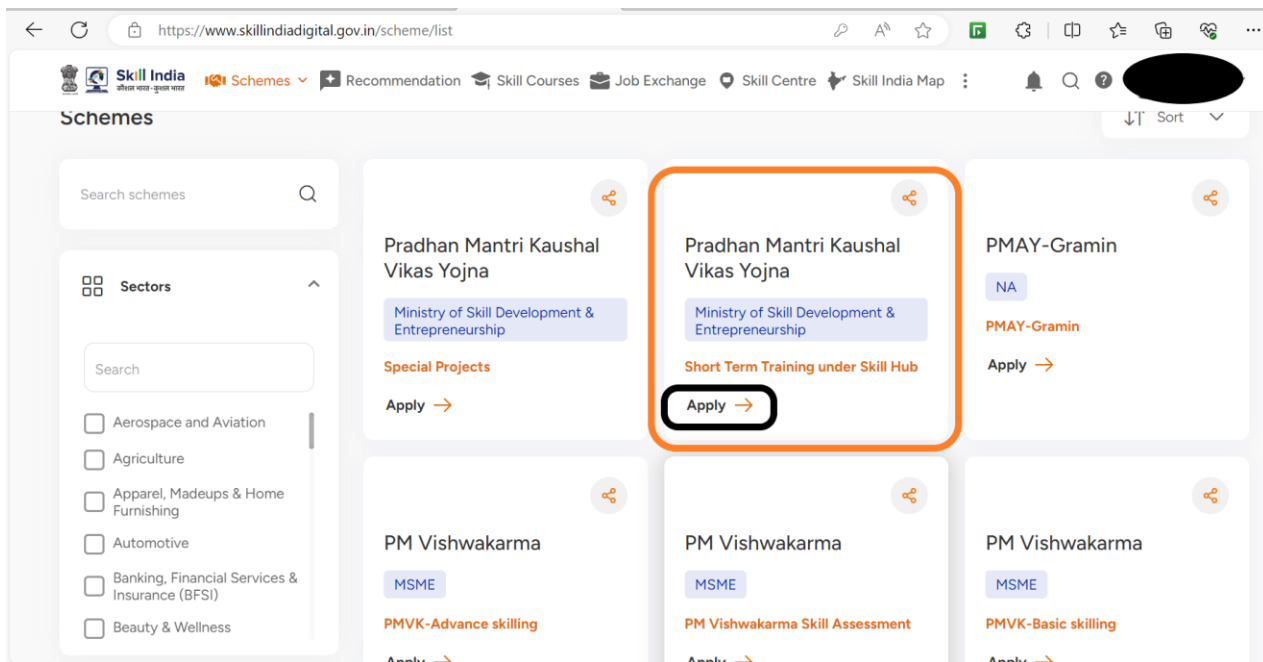 https://www.skillindiadigital.gov.in/scheme/list
Skill India
कौशल भारत-कुशल भारत
Schemes
Recommendation
Skill Courses
Job Exchange
Skill Centre
Skill India Map
Schemes
Sort
Search schemes
Sectors
Search
Aerospace and Aviation
Agriculture
Apparel, Madeups & Home
Furnishing
Automotive
Banking, Financial Services &
Insurance (BFSI)
Beauty & Wellness
Pradhan Mantri Kaushal
Vikas Yojna
Ministry of Skill Development &
Entrepreneurship
Special Projects
Apply
Pradhan Mantri Kaushal
Vikas Yojna
Ministry of Skill Development &
Entrepreneurship
Short Term Training under Skill Hub
Apply
PMAY-Gramin
NA
PMAY-Gramin
Apply
PM Vishwakarma
MSME
PMVK-Advance skilling
Apply
PM Vishwakarma
MSME
PM Vishwakarma Skill Assessment
Apply
PM Vishwakarma
MSME
PMVK-Basic skilling
Apply